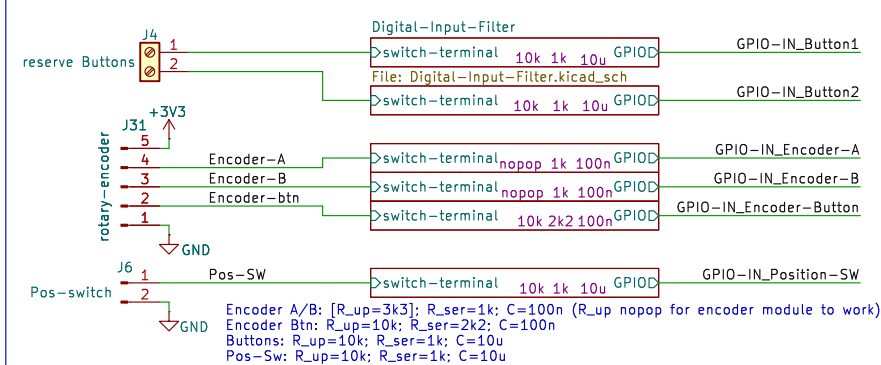 Digital-Input-Filter
J4
reserve Buttons
1
2
switch-terminal 10k 1k 10u GPIO
GPIO-IN_Button1
File: Digital-Input-Filter.kicad_sch
switch-terminal 10k 1k 10u GPIO
GPIO-IN_Button2
+3V3
J31
rotary-encoder
5
4 Encoder-A
3 Encoder-B
2 Encoder-btn
1
GND
switch-terminal nopop 1k 100n GPIO
GPIO-IN_Encoder-A
switch-terminal nopop 1k 100n GPIO
GPIO-IN_Encoder-B
switch-terminal 10k 2k2 100n GPIO
GPIO-IN_Encoder-Button
J6
Pos-switch
1 Pos-SW
2
GND
switch-terminal 10k 1k 10u GPIO
GPIO-IN_Position-SW
Encoder A/B: [R_up=3k3]; R_ser=1k; C=100n (R_up nopop for encoder module to work)
Encoder Btn: R_up=10k; R_ser=2k2; C=100n
Buttons: R_up=10k; R_ser=1k; C=10u
Pos-Sw: R_up=10k; R_ser=1k; C=10u